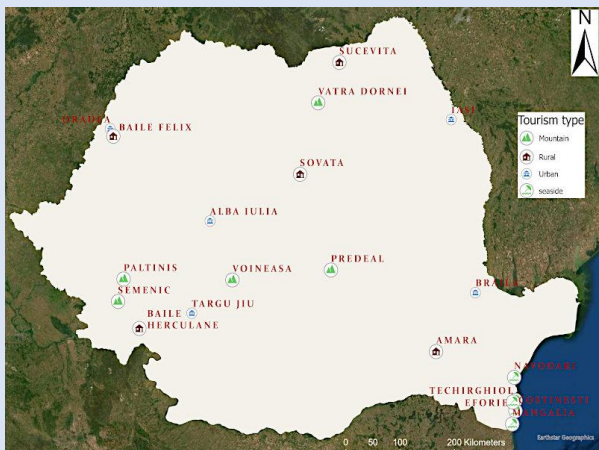 N
SUCEVITA
VATRA DORNEI
IASI
ORADEA
BAILE FELIX
Tourism type
Mountain
Rural
Urban
seaside
SOVATA
ALBA IULIA
PALTINIS
VOINEASA
PREDEAL
SEMENIC
BAILE
HERCULANE
TARGU JIU
BRAILA
AMARA
NAVODARI
TECHIRGHIOL
EFORIE
COSTINESTI
MANGALIA
0 50 100 200 Kilometers
Earthstar Geographics